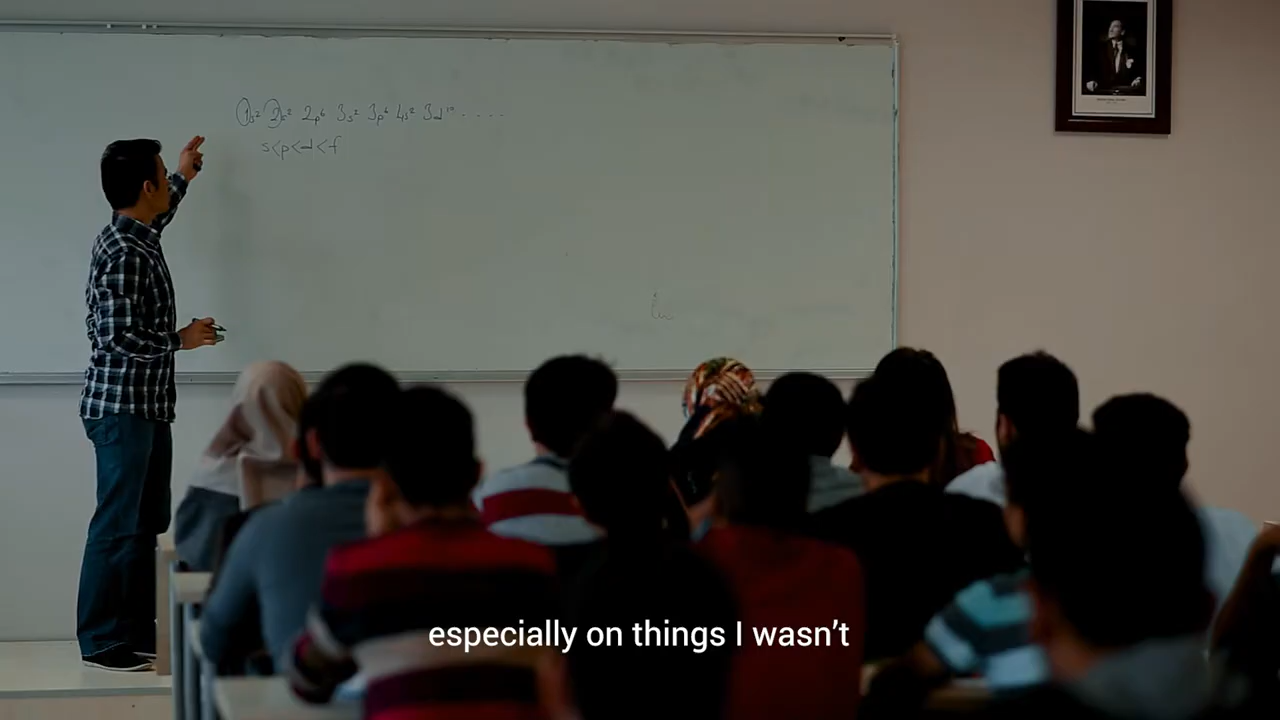 1s² 2s² 2p⁶ 3s² 3p⁶ 4s² 3d¹⁰ . . . .
s<p<d<f
especially on things I wasn’t